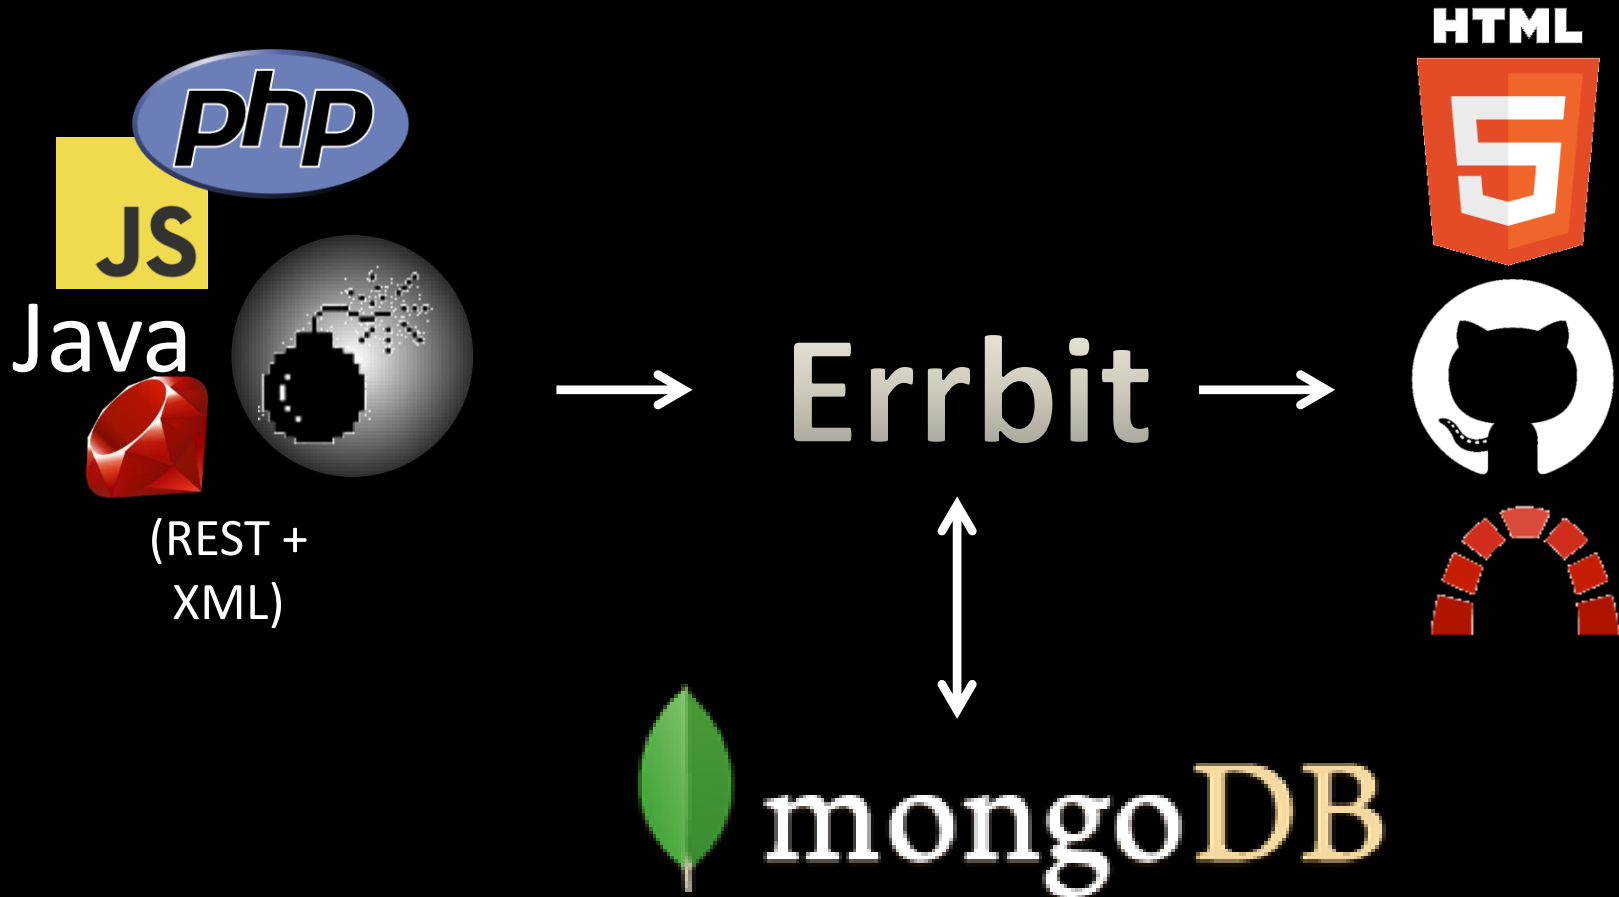 HTML
php
JS
Java
Errbit
(REST +
XML)
mongoDB